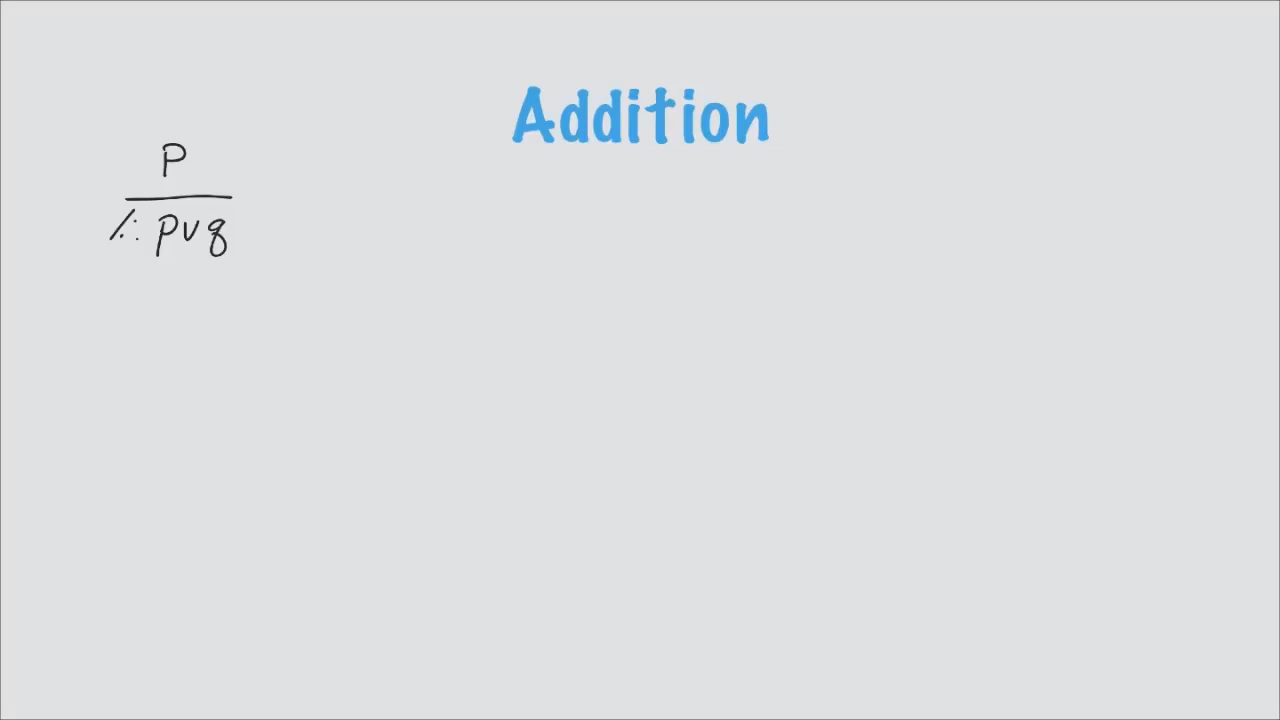 Addition
p
/∴ p v q